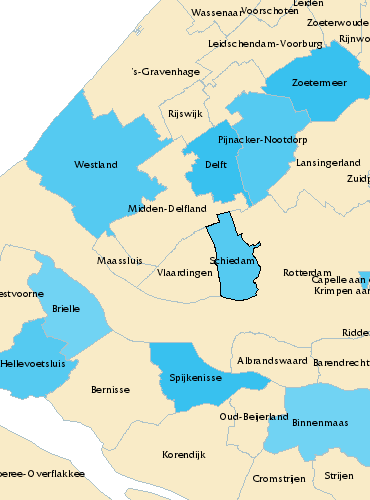 Leiden
Wassenaar
Voorschoten
Zoeterwoude
Leidschendam-Voorburg
Rijnwo
's-Gravenhage
Zoetermeer
Rijswijk
Pijnacker-Nootdorp
Westland
Delft
Lansingerland
Zuidp
Midden-Delfland
Maassluis
Schiedam
Vlaardingen
Rotterdam
Capelle aan d
Krimpen aan
estvoorne
Brielle
Ridde
Hellevoetsluis
Albrandswaard
Barendrecht
Spijkenisse
Bernisse
Oud-Beijerland
Binnenmaas
Korendijk
oeree-Overflakkee
Cromstrijen
Strijen